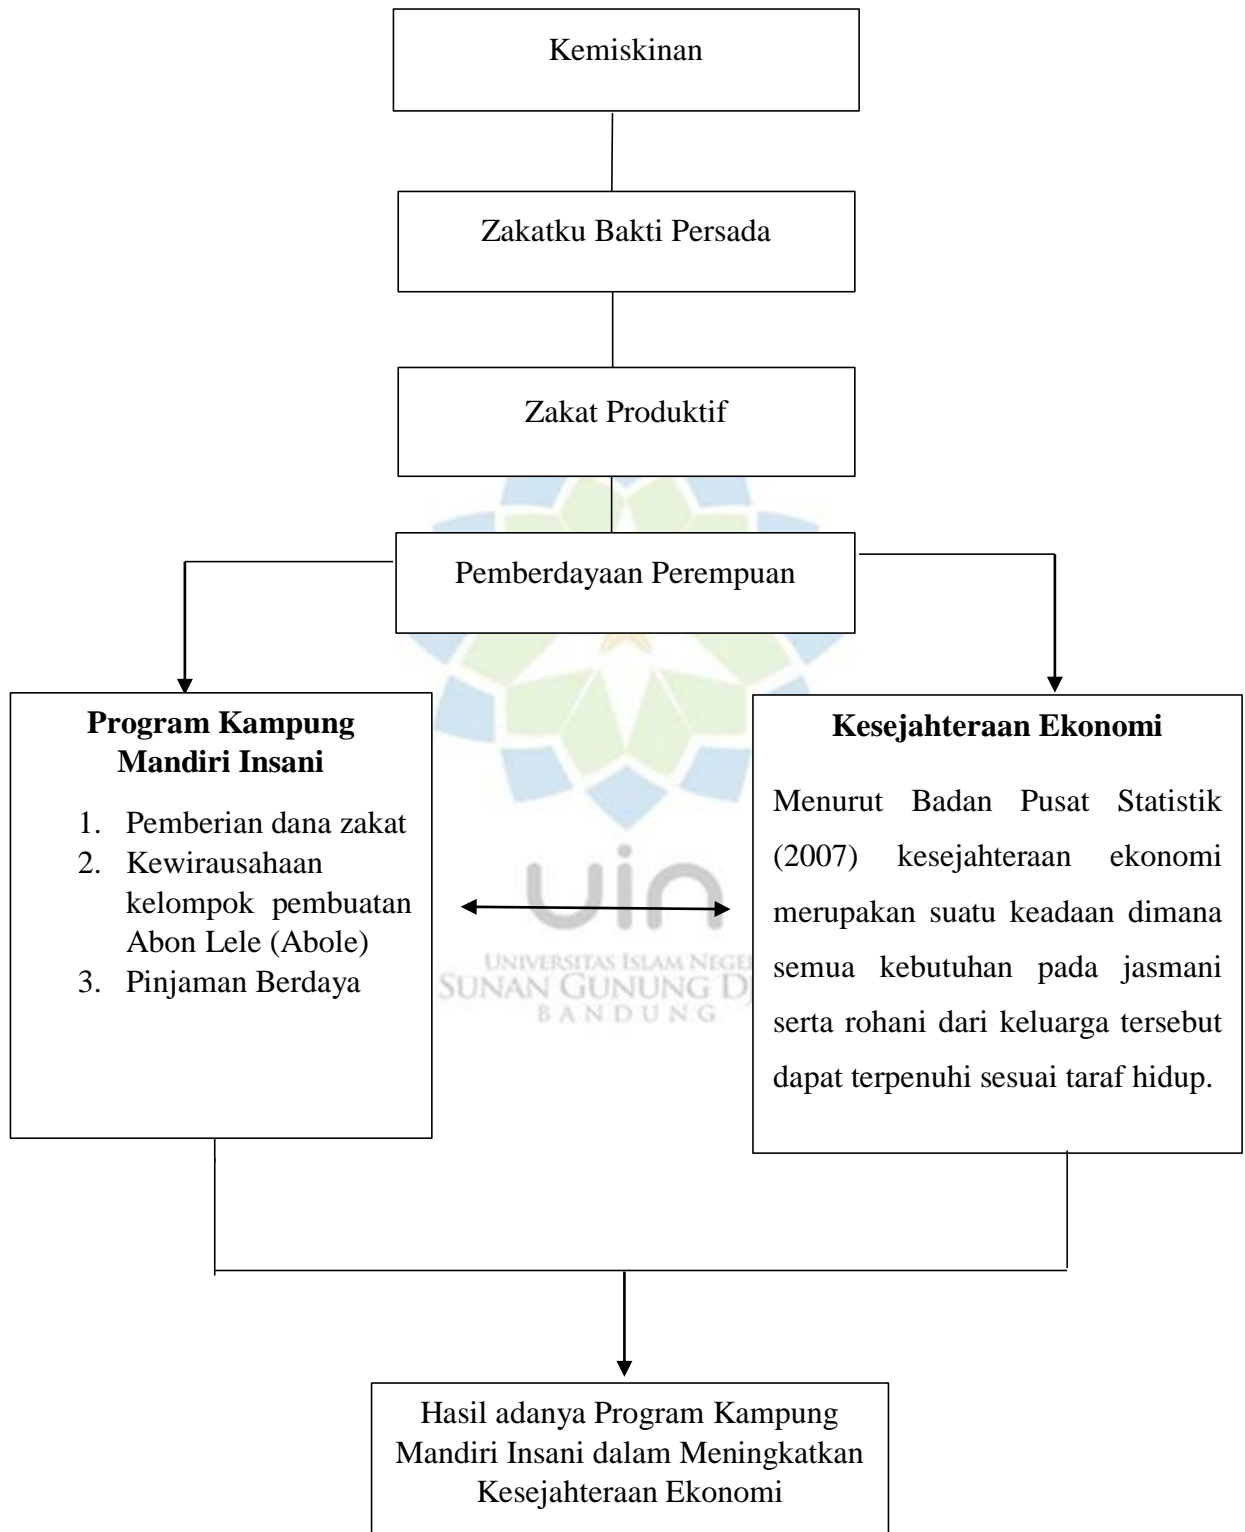 Kemiskinan
Zakatku Bakti Persada
Zakat Produktif
Pemberdayaan Perempuan
Program Kampung
Mandiri Insani
1. Pemberian dana zakat
2. Kewirausahaan
kelompok pembuatan
Abon Lele (Abole)
3. Pinjaman Berdaya
Kesejahteraan Ekonomi
Menurut Badan Pusat Statistik
(2007) kesejahteraan ekonomi
merupakan suatu keadaan dimana
semua kebutuhan pada jasmani
serta rohani dari keluarga tersebut
dapat terpenuhi sesuai taraf hidup.
uin
UNIVERSITAS ISLAM
SUNAN GUNUNG
BANDUNG
Hasil adanya Program Kampung
Mandiri Insani dalam Meningkatkan
Kesejahteraan Ekonomi